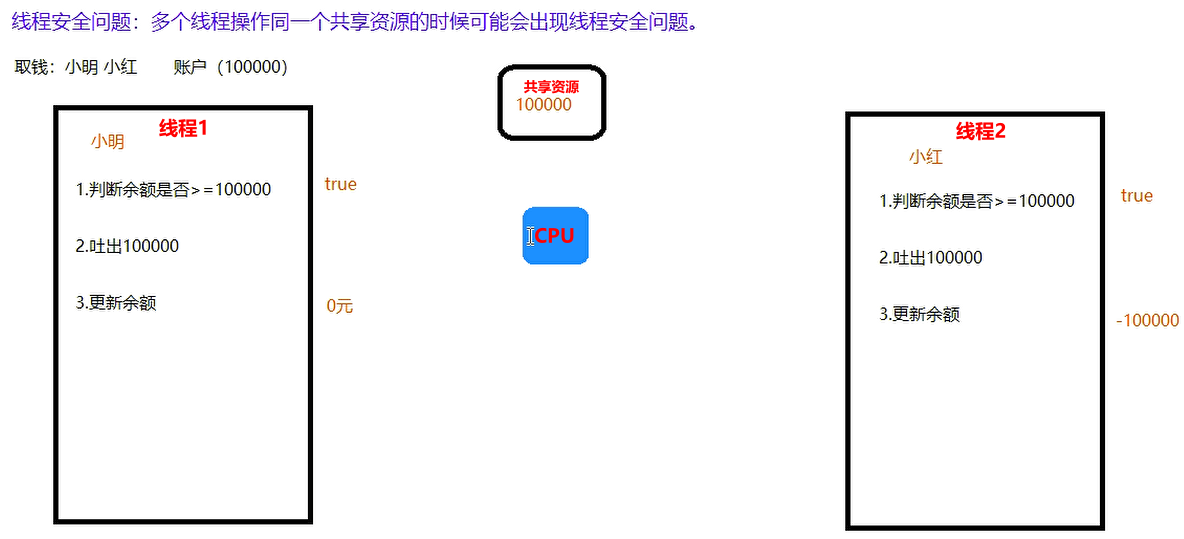 线程安全问题：多个线程操作同一个共享资源的时候可能会出现线程安全问题。
取钱：小明 小红 账户（100000）
共享资源
100000
线程1
小明
1.判断余额是否>=100000
true
2.吐出100000
3.更新余额
0元
CPU
线程2
小红
1.判断余额是否>=100000
true
2.吐出100000
3.更新余额
-100000